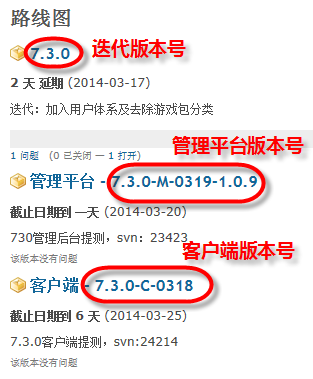 路线图
7.3.0 迭代版本号
2 天 延期 (2014-03-17)
迭代：加入用户体系及去除游戏包分类
1 问题 (0 已关闭 — 1 打开)
管理平台版本号
管理平台 - 7.3.0-M-0319-1.0.9
截止日期到 一天 (2014-03-20)
730管理后台提测，svn：23423
该版本没有问题
客户端版本号
客户端 - 7.3.0-C-0318
截止日期到 6 天 (2014-03-25)
7.3.0客户端提测，svn:24214
该版本没有问题